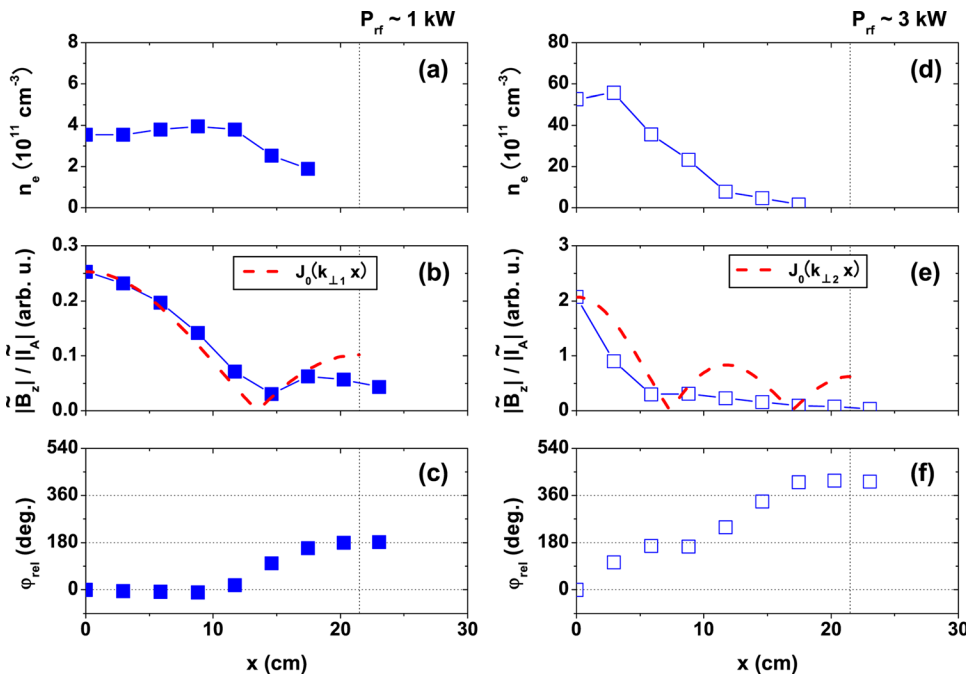 P_rf ~ 1 kW
P_rf ~ 3 kW
(a)
8
6
4
2
0
n_e (10^11 cm^-3)
(d)
80
60
40
20
0
n_e (10^11 cm^-3)
(b)
J_0(k_⊥1 x)
0.3
0.2
0.1
0.0
|B̃_z| / |Ĩ_A| (arb. u.)
(e)
J_0(k_⊥2 x)
3
2
1
0
|B̃_z| / |Ĩ_A| (arb. u.)
(c)
540
360
180
0
φ_rel (deg.)
0 10 20 30
x (cm)
(f)
540
360
180
0
φ_rel (deg.)
0 10 20 30
x (cm)